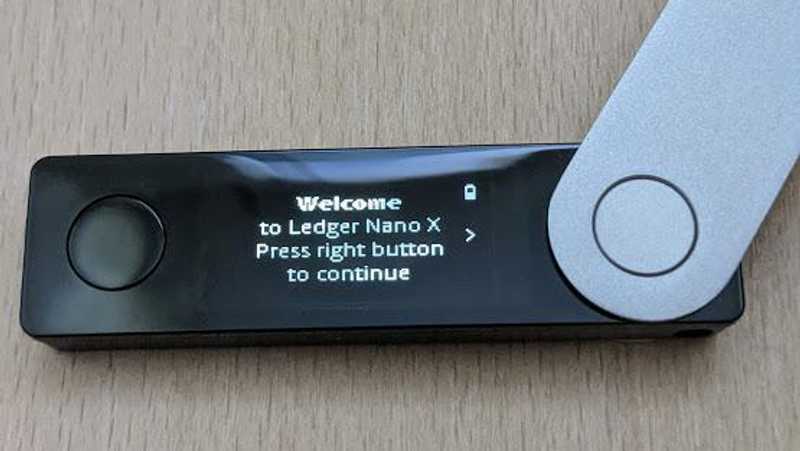 Welcome
to Ledger Nano X
Press right button
to continue